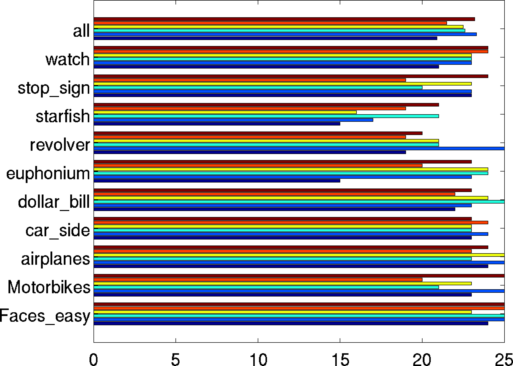 all
watch
stop_sign
starfish
revolver
euphonium
dollar_bill
car_side
airplanes
Motorbikes
Faces_easy
0 5 10 15 20 25